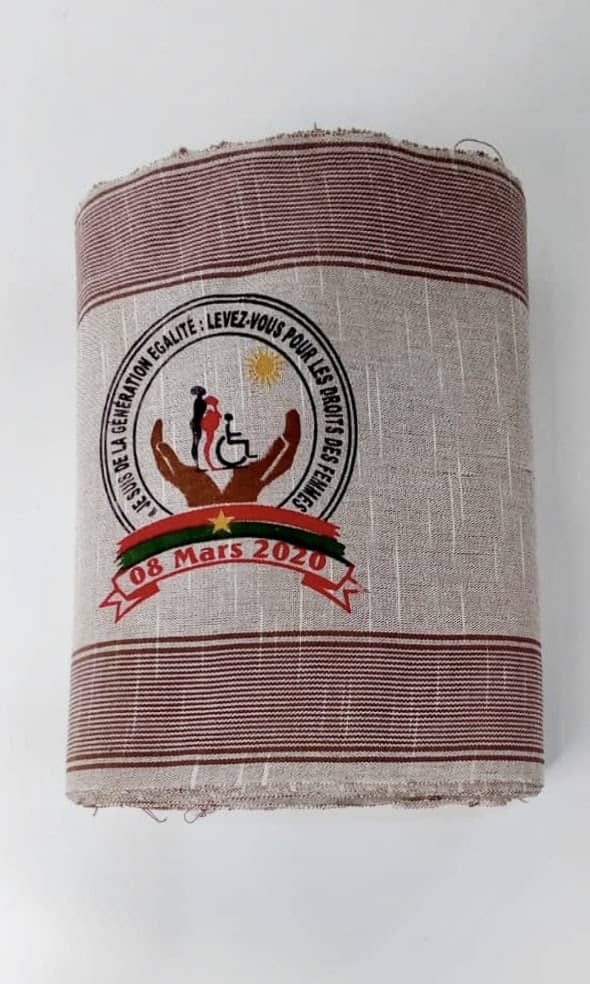 « JE SUIS DE LA GÉNÉRATION EGALITÉ : LEVEZ-VOUS POUR LES DROITS DES FEMMES
08 Mars 2020